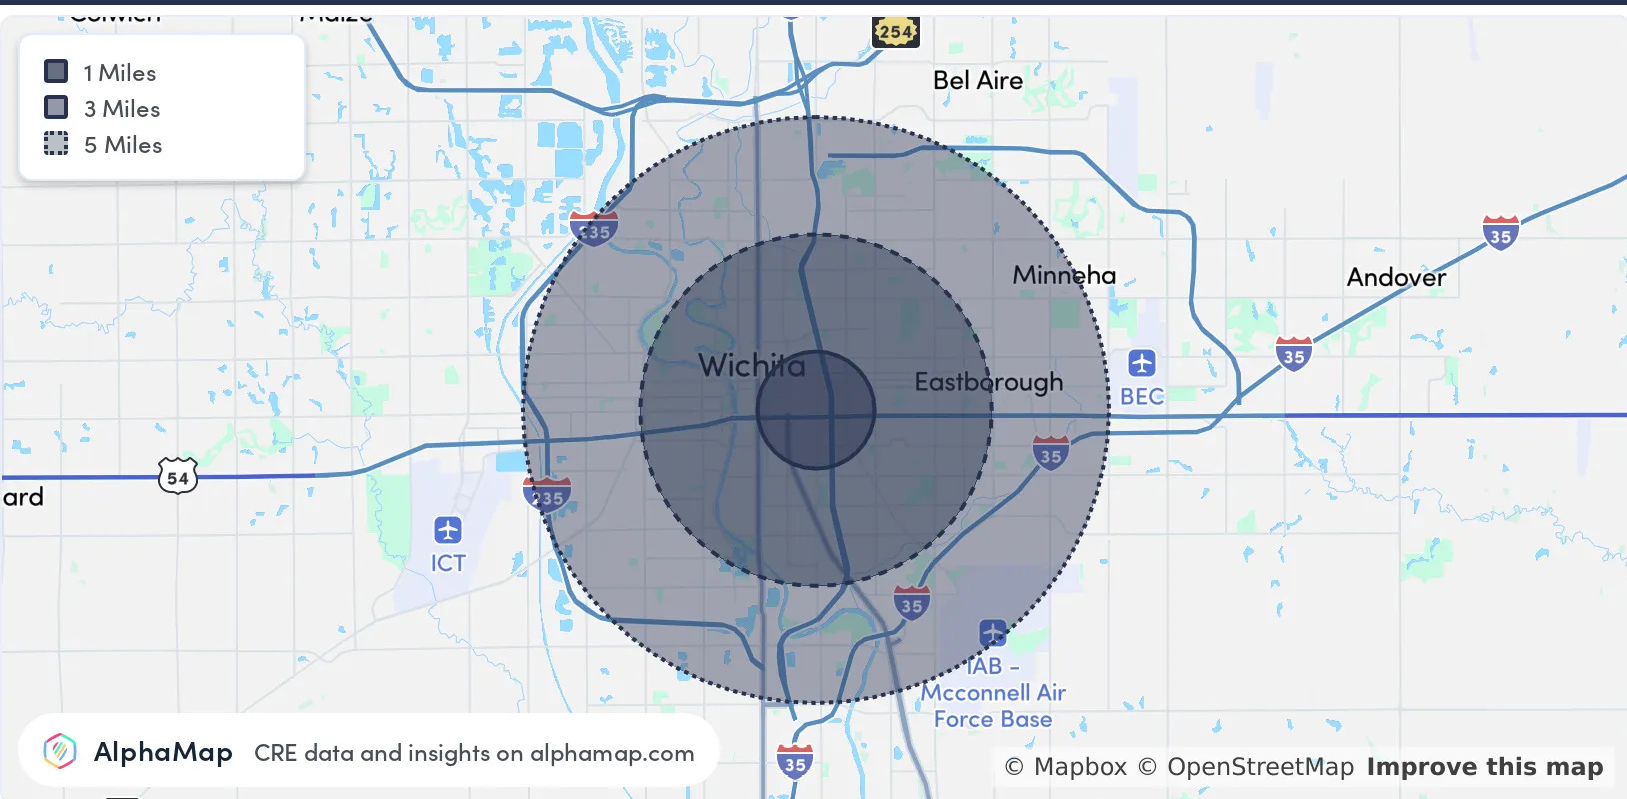 Colwich
Maize
254
1 Miles
3 Miles
5 Miles
Bel Aire
235
35
Minneha
Andover
35
Wichita
Eastborough
BEC
35
54
ard
235
ICT
35
IAB -
Mcconnell Air
Force Base
AlphaMap CRE data and insights on alphamap.com
35
© Mapbox © OpenStreetMap Improve this map